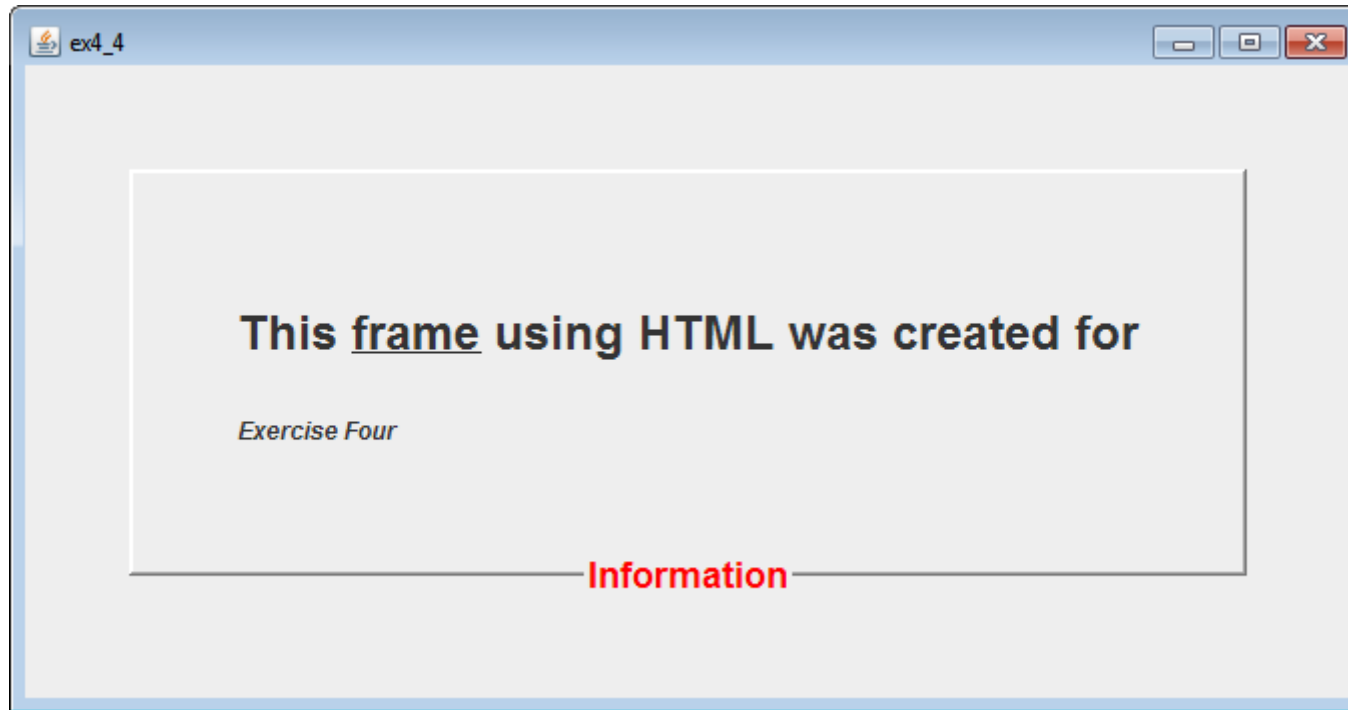 ex4_4
This frame using HTML was created for
Exercise Four
Information